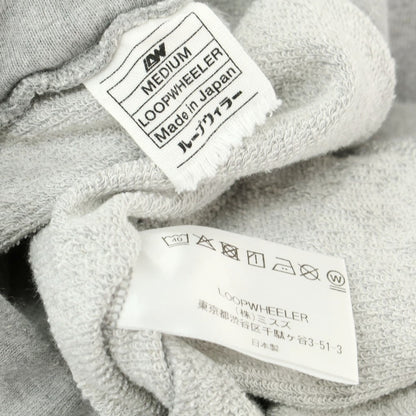 LW
MEDIUM
LOOPWHEELER
Made in Japan
ループウィラー
40
W
LOOPWHEELER
(株)ミスズ
東京都渋谷区千駄ヶ谷3-51-3
日本製